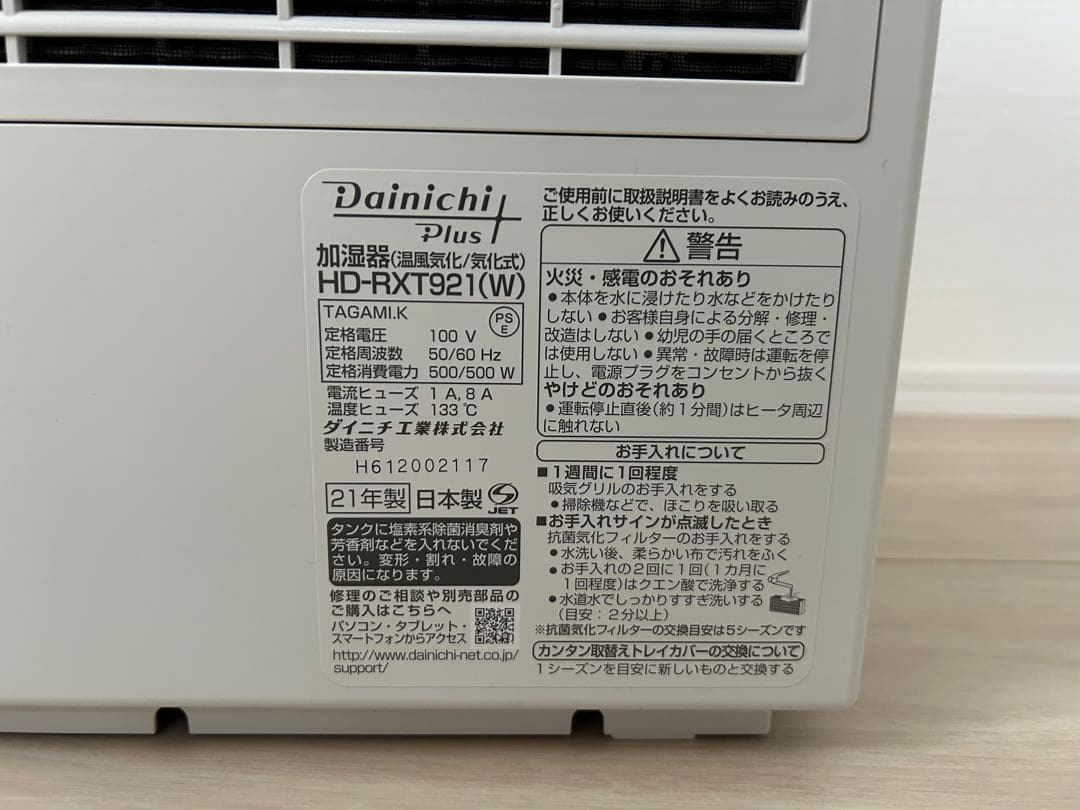 Dainichi
Plus
加湿器(温風気化/気化式)
HD-RXT921(W)
TAGAMI.K
PS
E
定格電圧 100 V
定格周波数 50/60 Hz
定格消費電力 500/500 W
電流ヒューズ 1 A, 8 A
温度ヒューズ 133 ℃
ダイニチ工業株式会社
製造番号
H612002117
21年製 日本製
JET
タンクに塩素系除菌消臭剤や
芳香剤などを入れないでくだ
さい。変形・割れ・故障の
原因になります。
修理のご相談や別売部品の
ご購入はこちらへ
パソコン・タブレット・
スマートフォンからアクセス
http://www.dainichi-net.co.jp/
support/
ご使用前に取扱説明書をよくお読みのうえ、
正しくお使いください。
警告
火災・感電のおそれあり
●本体を水に浸けたり水などをかけたり
しない ●お客様自身による分解・修理・
改造はしない ●幼児の手の届くところで
は使用しない ●異常・故障時は運転を停
止し、電源プラグをコンセントから抜く
やけどのおそれあり
●運転停止直後(約1分間)はヒータ周辺
に触れない
お手入れについて
■1週間に1回程度
吸気グリルのお手入れをする
●掃除機などで、ほこりを吸い取る
■お手入れサインが点滅したとき
抗菌気化フィルターのお手入れをする
●水洗い後、柔らかい布で汚れをふく
●お手入れの2回に1回(1カ月に
1回程度)はクエン酸で洗浄する
●水道水でしっかりすすぎ洗いする
(目安：2分以上)
※抗菌気化フィルターの交換目安は5シーズンです
カンタン取替えトレイカバーの交換について
1シーズンを目安に新しいものと交換する